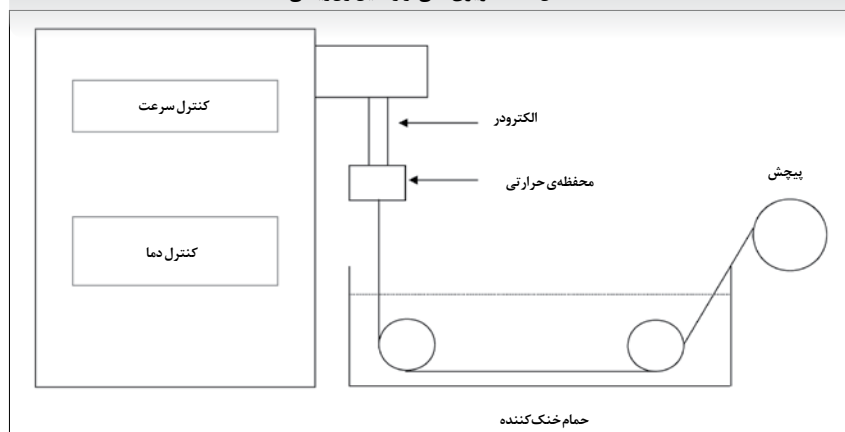 کنترل سرعت
الکترودر
محفظه‌ی حرارتی
پیچش
کنترل دما
حمام خنک کننده